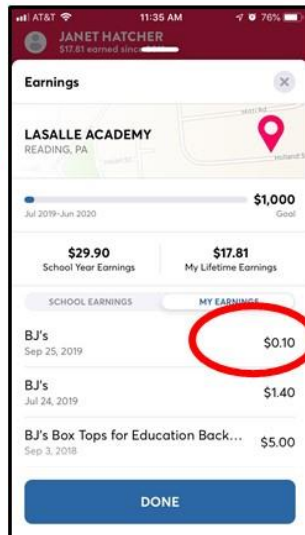 AT&T 11:35 AM 76%
JANET HATCHER
$17.81 earned since
Earnings
LASALLE ACADEMY
READING, PA
Holland S
$1,000
Jul 2019-Jun 2020 Goal
$29.90 $17.81
School Year Earnings My Lifetime Earnings
SCHOOL EARNINGS MY EARNINGS
BJ's $0.10
Sep 25, 2019
BJ's $1.40
Jul 24, 2019
BJ's Box Tops for Education Back... $5.00
Sep 3, 2018
DONE